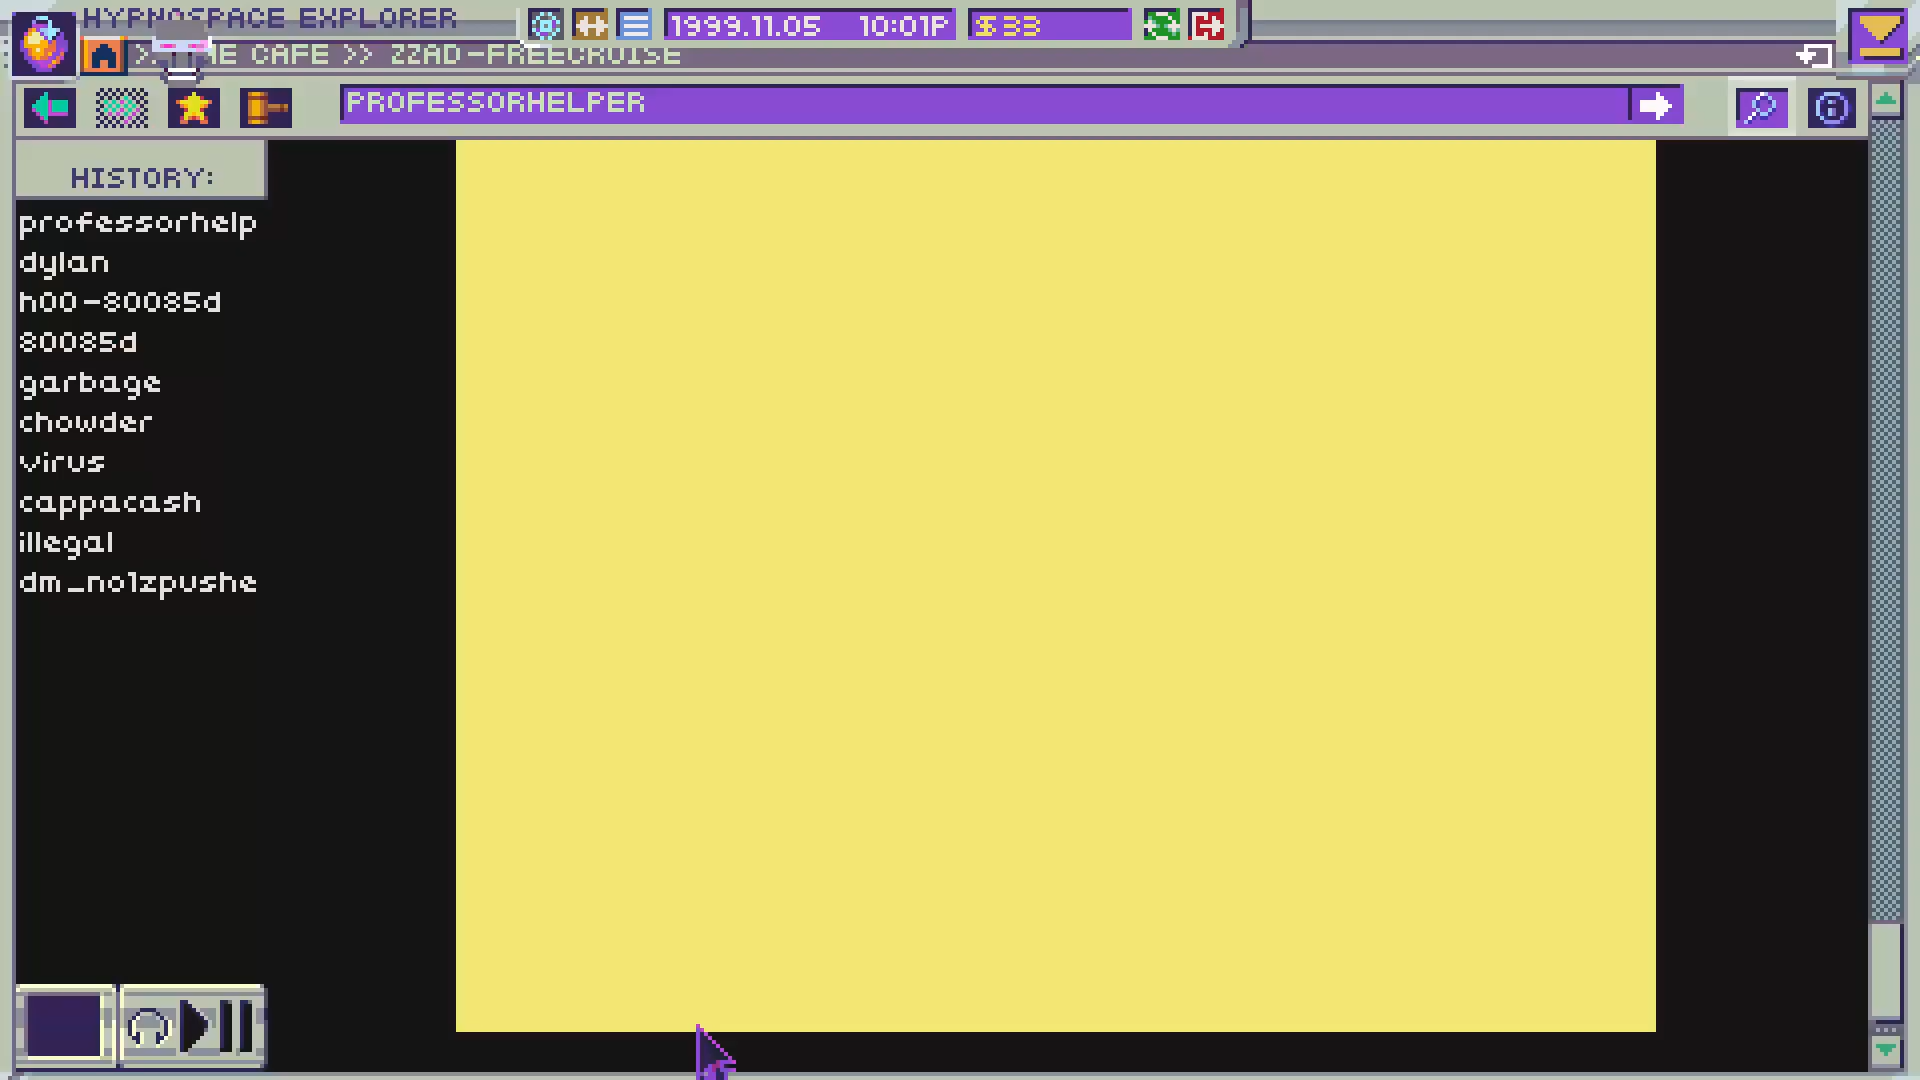 HYPNOSPACE EXPLORER
1999.11.05 10:01P
33
CAFE >> ZZAD-FREECRUISE
PROFESSORHELPER
HISTORY:
professorhelp
dylan
h00-80085d
80085d
garbage
chowder
virus
cappacash
illegal
dm_no1zpushe